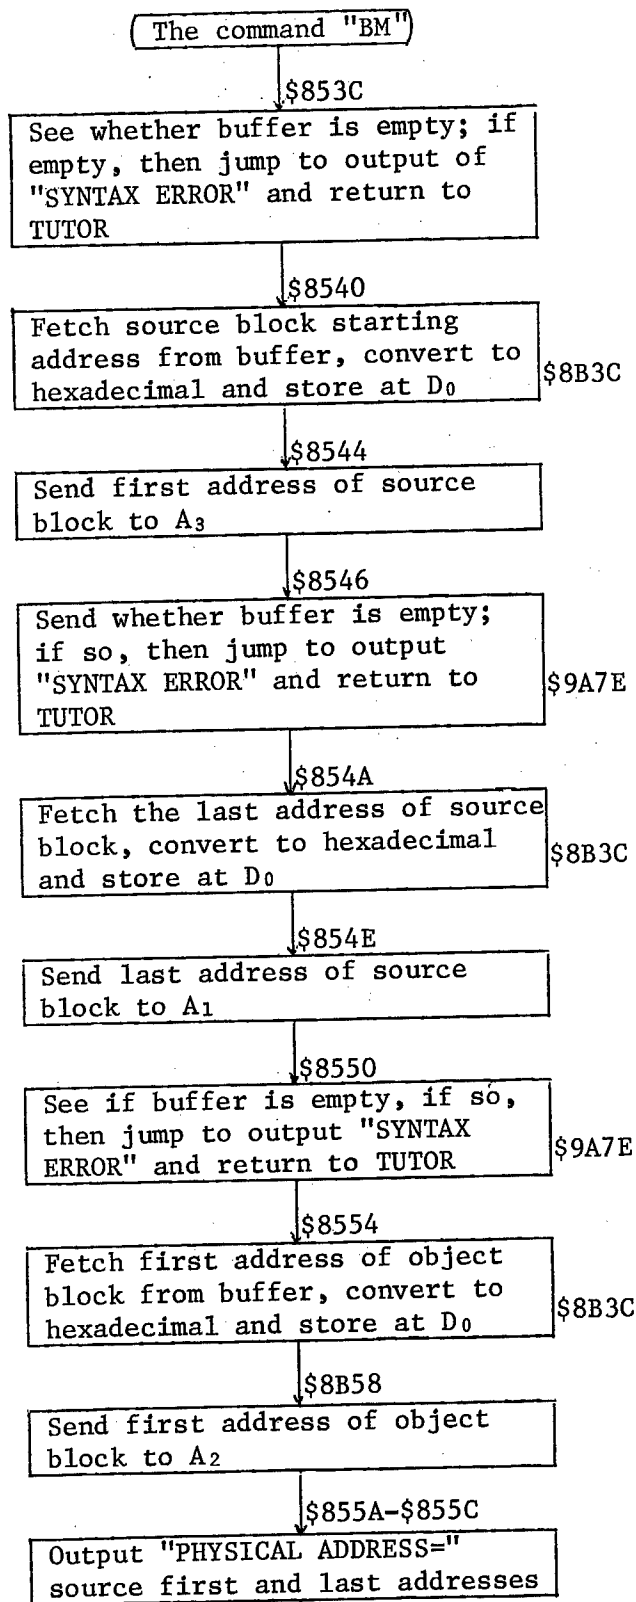 The command "BM"
$853C
See whether buffer is empty; if
empty, then jump to output of
"SYNTAX ERROR" and return to
TUTOR
$8540
Fetch source block starting
address from buffer, convert to
hexadecimal and store at D0
$8B3C
$8544
Send first address of source
block to A3
$8546
Send whether buffer is empty;
if so, then jump to output
"SYNTAX ERROR" and return to
TUTOR
$9A7E
$854A
Fetch the last address of source
block, convert to hexadecimal
and store at D0
$8B3C
$854E
Send last address of source
block to A1
$8550
See if buffer is empty, if so,
then jump to output "SYNTAX
ERROR" and return to TUTOR
$9A7E
$8554
Fetch first address of object
block from buffer, convert to
hexadecimal and store at D0
$8B3C
$8B58
Send first address of object
block to A2
$855A-$855C
Output "PHYSICAL ADDRESS="
source first and last addresses